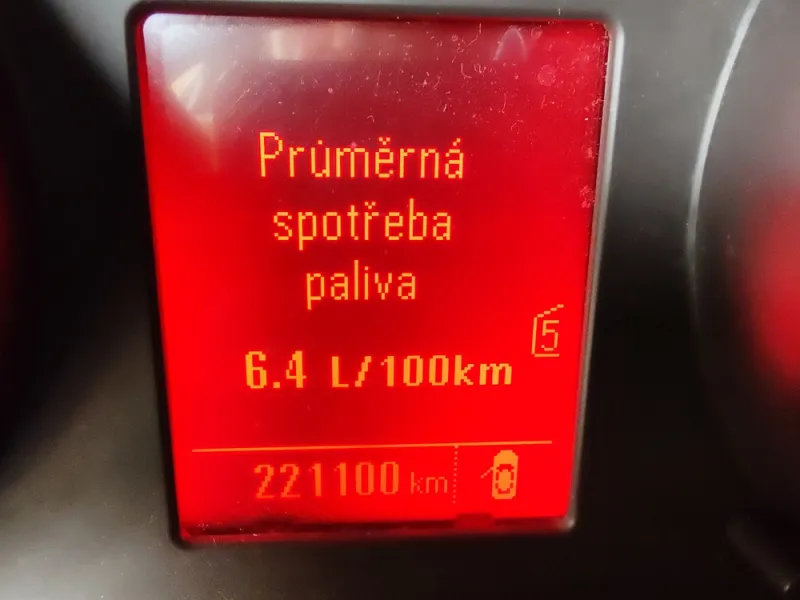 Průměrná
spotřeba
paliva
5
6.4 L/100km
221100 km